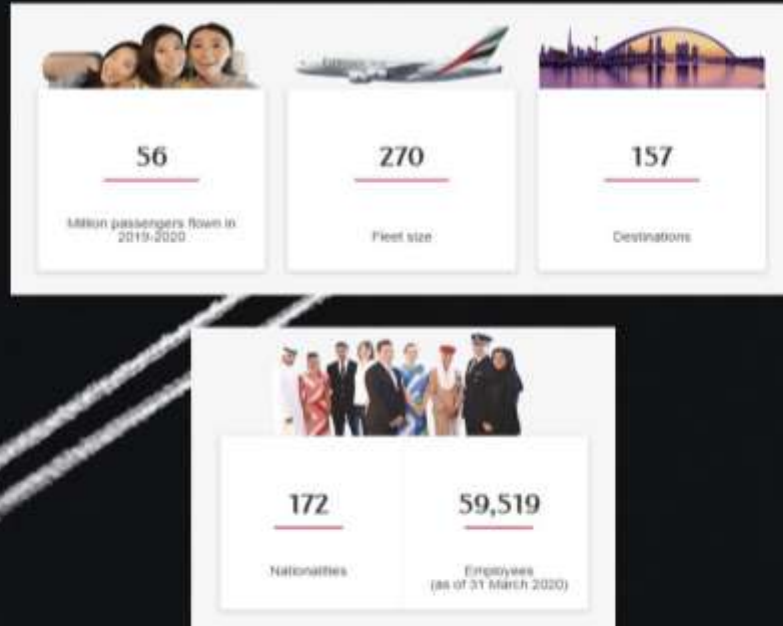 56
Million passengers flown in
2019-2020
270
Fleet size
157
Destinations
172
Nationalities
59,519
Employees
(as of 31 March 2020)